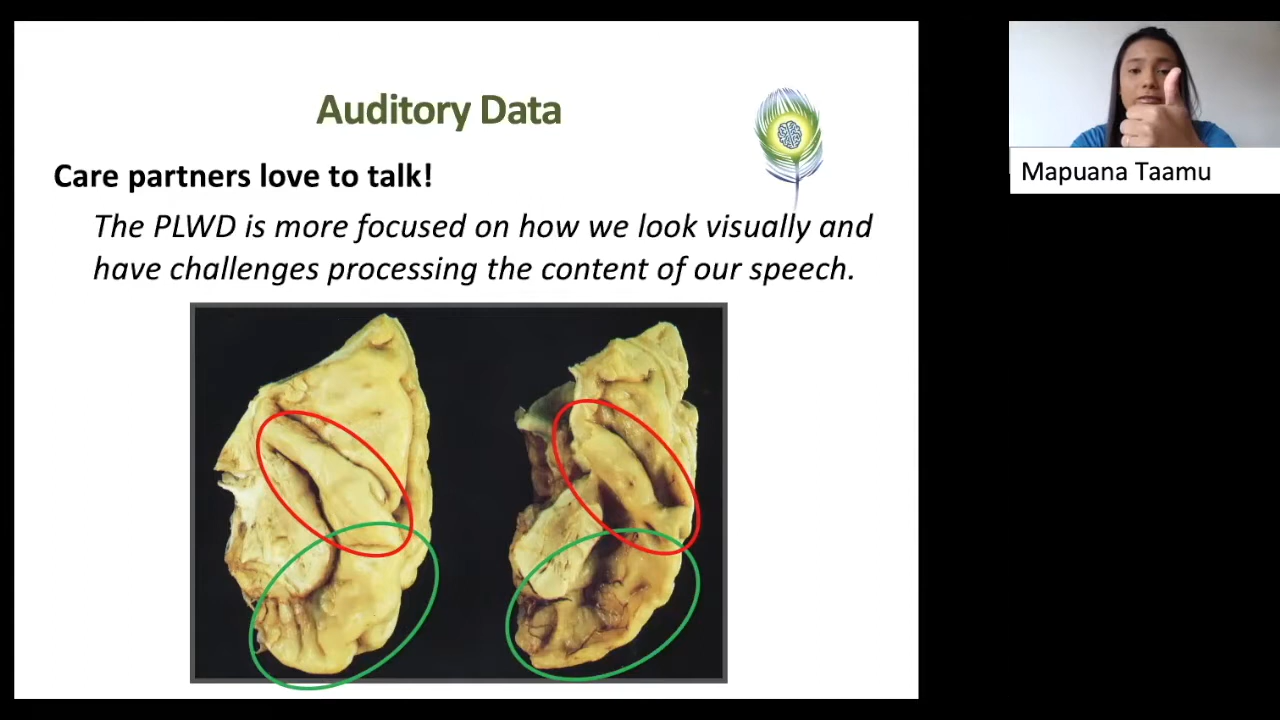 Auditory Data
Care partners love to talk!
The PLWD is more focused on how we look visually and
have challenges processing the content of our speech.
Mapuana Taamu